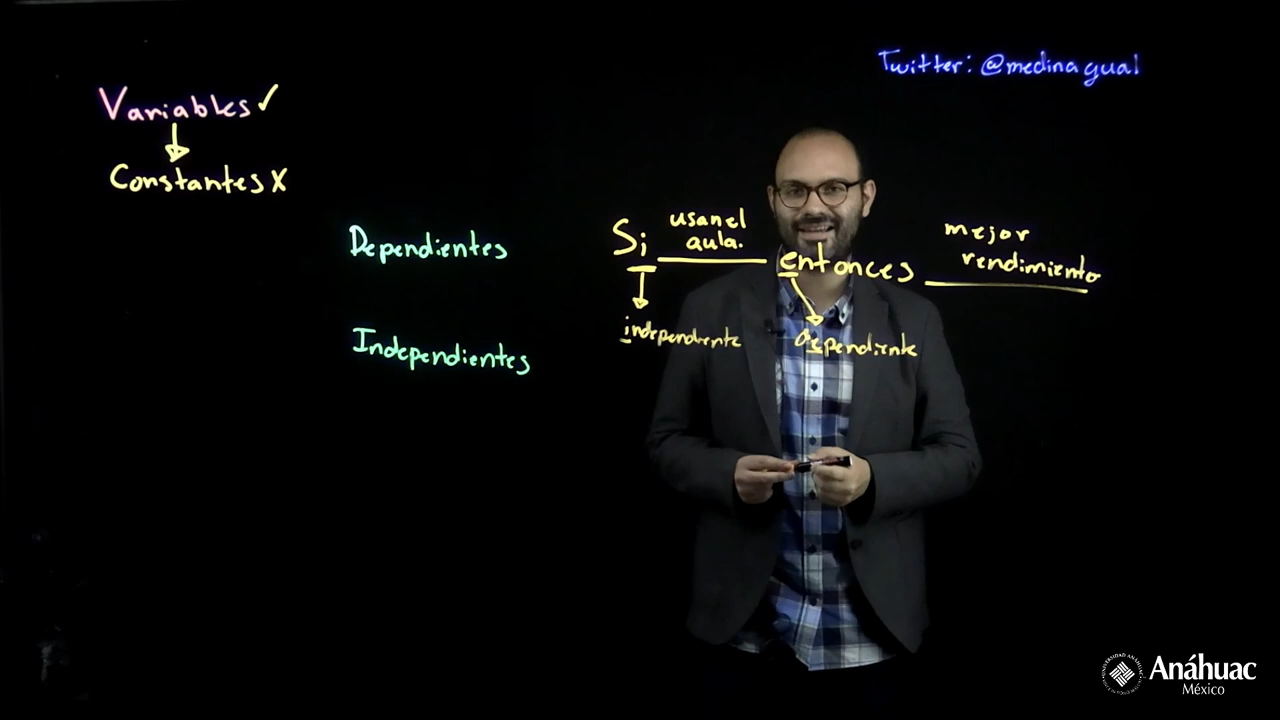 Twitter: @medinagual
Variables ✓
Constantes X
Dependientes
Independientes
Si usan el aula. entonces mejor rendimiento
independiente
dependiente
Anáhuac
México